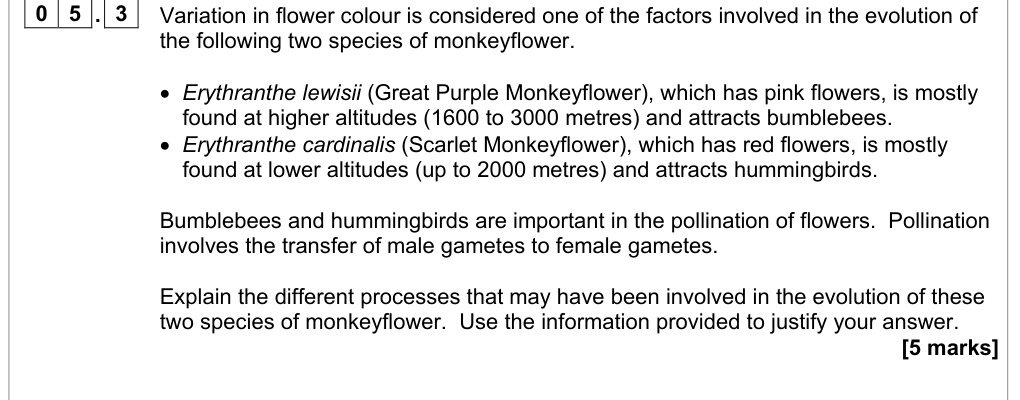 0 5 . 3 Variation in flower colour is considered one of the factors involved in the evolution of
the following two species of monkeyflower.
• Erythranthe lewisii (Great Purple Monkeyflower), which has pink flowers, is mostly
found at higher altitudes (1600 to 3000 metres) and attracts bumblebees.
• Erythranthe cardinalis (Scarlet Monkeyflower), which has red flowers, is mostly
found at lower altitudes (up to 2000 metres) and attracts hummingbirds.
Bumblebees and hummingbirds are important in the pollination of flowers. Pollination
involves the transfer of male gametes to female gametes.
Explain the different processes that may have been involved in the evolution of these
two species of monkeyflower. Use the information provided to justify your answer.
[5 marks]